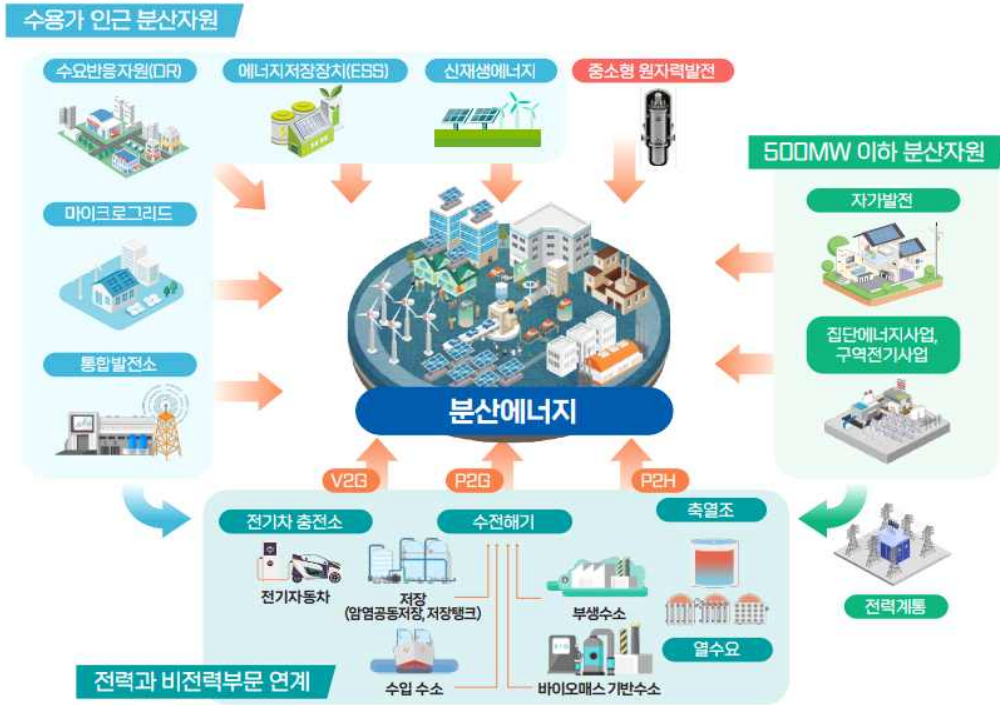 수용가 인근 분산자원
수요반응자원(DR)
에너지저장장치(ESS)
신재생에너지
중소형 원자력발전
500MW 이하 분산자원
마이크로그리드
자가발전
통합발전소
집단에너지사업,
구역전기사업
분산에너지
V2G
P2G
P2H
전기차 충전소
수전해기
축열조
전기자동차
저장
(암염공동저장, 저장탱크)
부생수소
열수요
수입 수소
바이오매스 기반수소
전력계통
전력과 비전력부문 연계